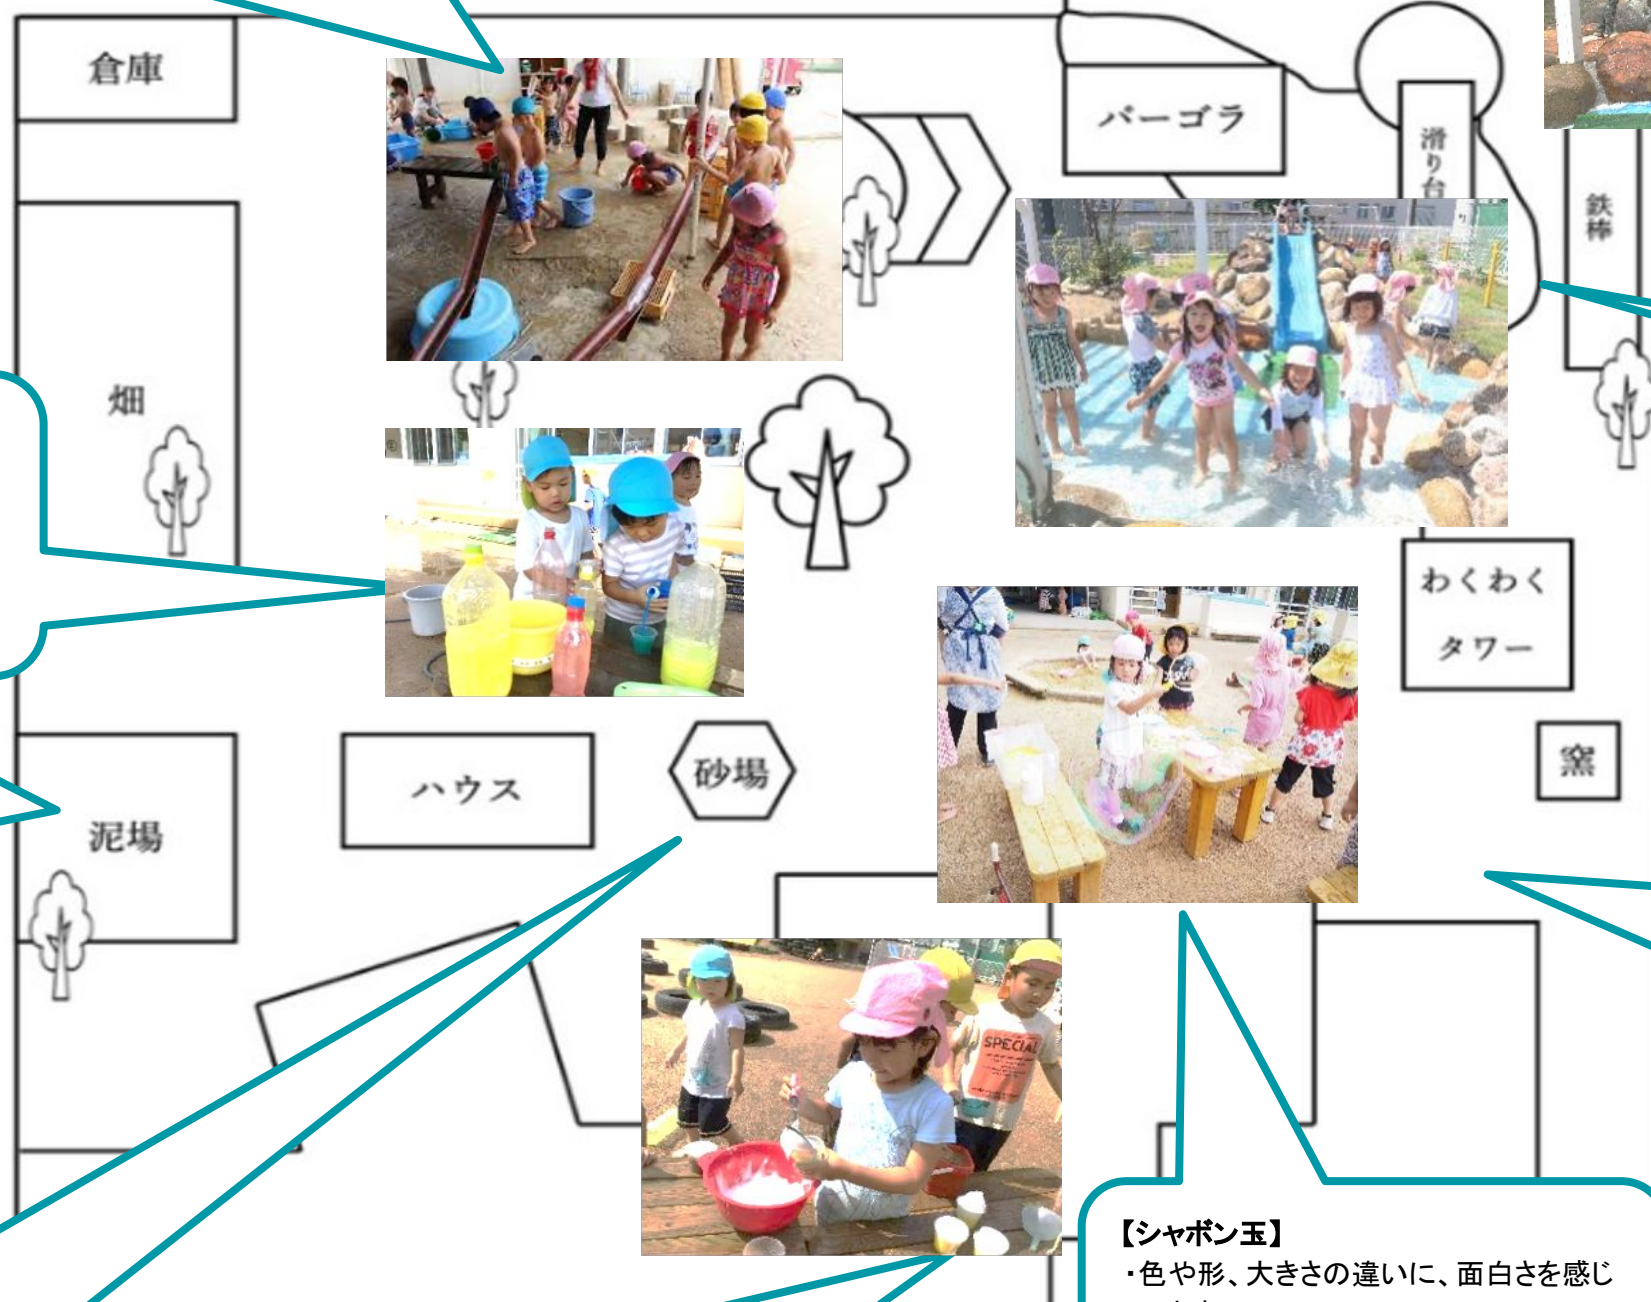 倉庫
パーゴラ
滑り台
鉄棒
畑
わくわく
タワー
窯
砂場
ハウス
泥場
SPECIAL
【シャボン玉】
・色や形、大きさの違いに、面白さを感じ